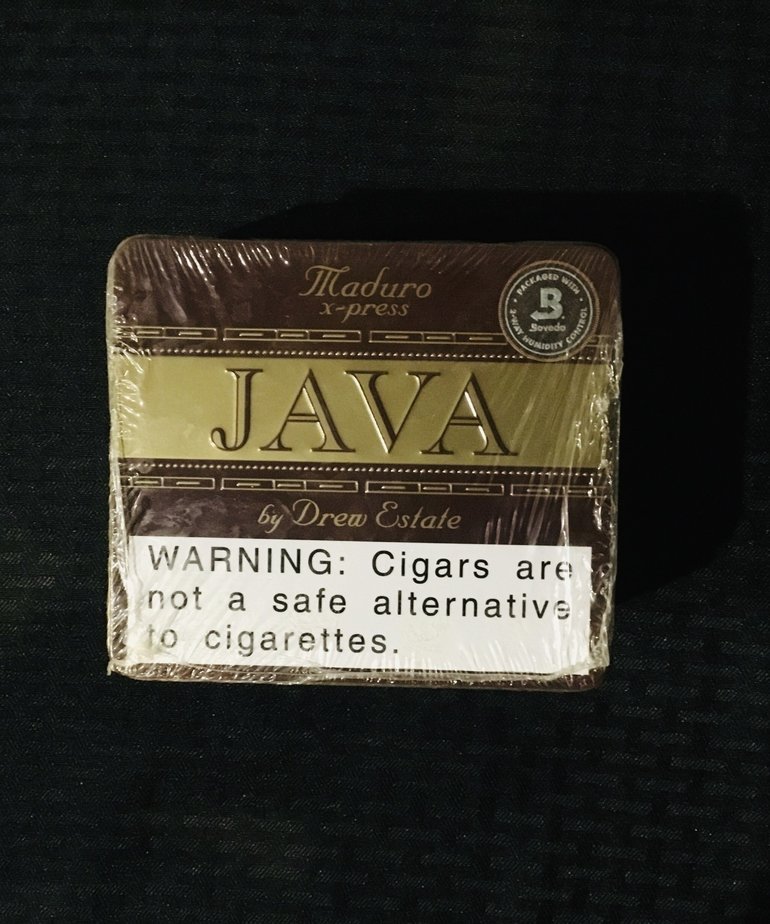 Maduro
x-press
PACKAGED WITH
B
Boveda
2-WAY HUMIDITY CONTROL
JAVA
by Drew Estate
WARNING: Cigars are
not a safe alternative
to cigarettes.